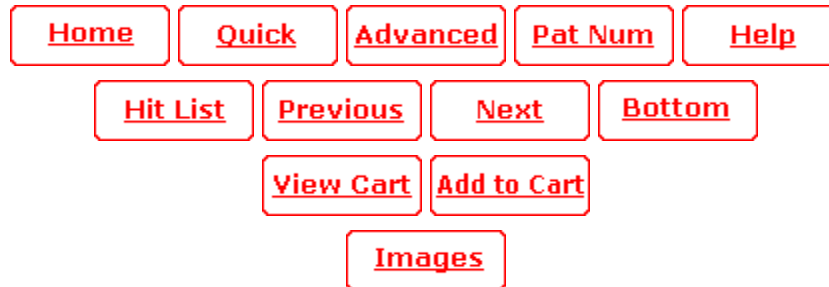 Home Quick Advanced Pat Num Help
Hit List Previous Next Bottom
View Cart Add to Cart
Images